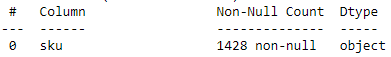 #   Column                Non-Null Count  Dtype
---  ------                --------------  -----
0   sku                   1428 non-null   object